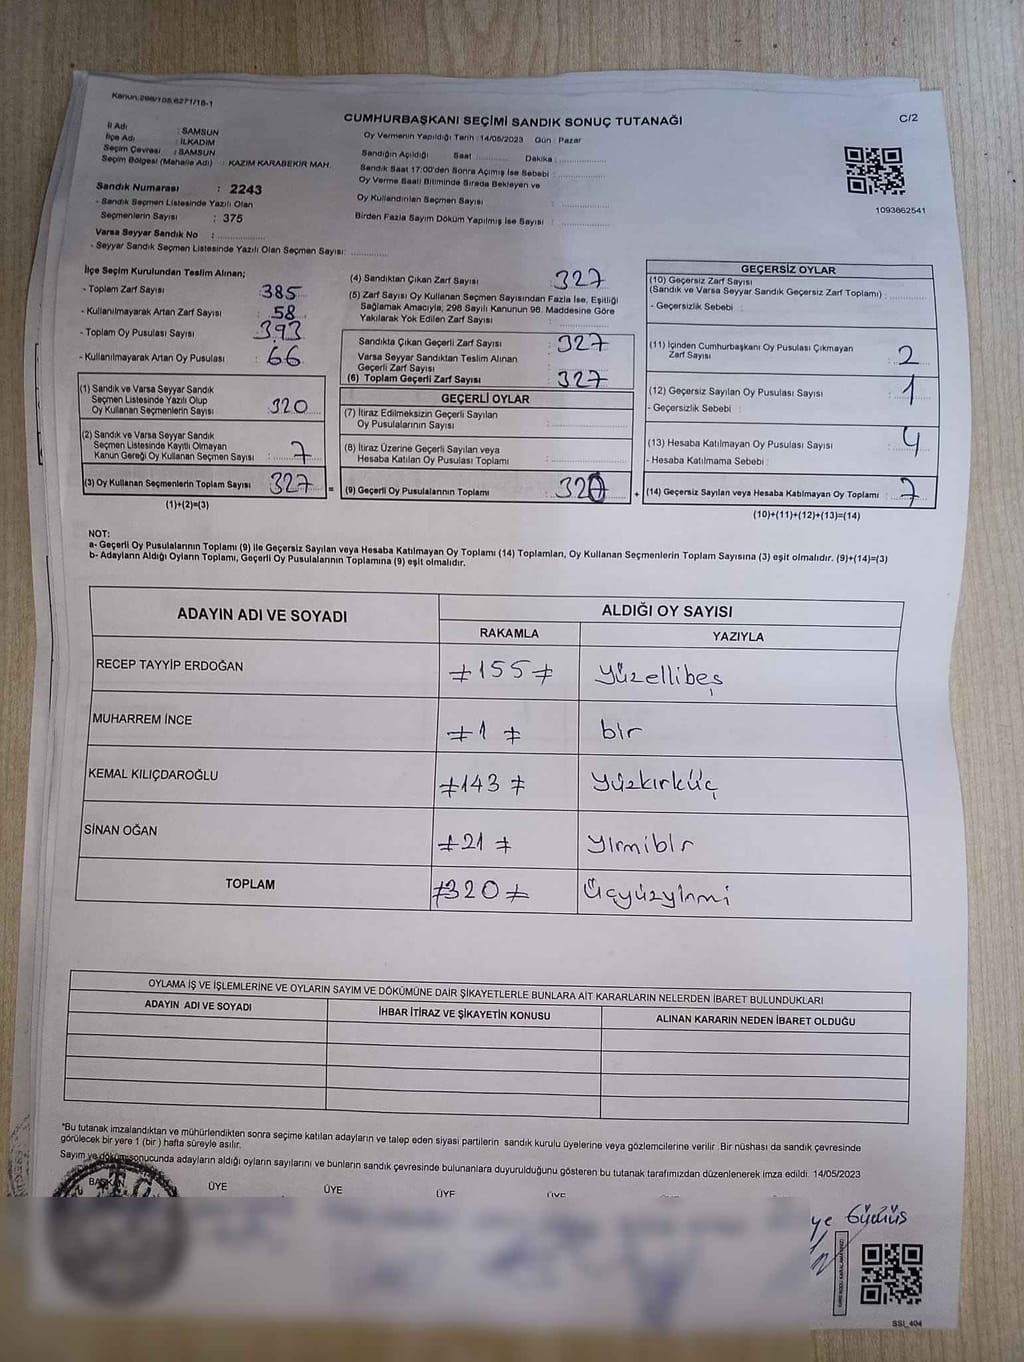 Kanun.298/105,6271/18-1
C/2
CUMHURBAŞKANI SEÇİMİ SANDIK SONUÇ TUTANAĞI
İl Adı : SAMSUN
İlçe Adı : İLKADIM
Seçim Çevresi : SAMSUN
Seçim Bölgesi (Mahalle Adı) : KAZIM KARABEKİR MAH.
Oy Vermenin Yapıldığı Tarih : 14/05/2023 Gün : Pazar
Sandığın Açıldığı Saat .......... Dakika : ..........
Sandık Saat 17:00'den Sonra Açımış İse Sebebi : ..........
Oy Verme Saati Bitiminde Sırada Bekleyen ve
Oy Kullandırılan Seçmen Sayısı : ..........
Birden Fazla Sayım Döküm Yapılmış İse Sayısı : ..........
1093862541
Sandık Numarası : 2243
- Sandık Seçmen Listesinde Yazılı Olan
Seçmenlerin Sayısı : 375
Varsa Seyyar Sandık No : ..........
- Seyyar Sandık Seçmen Listesinde Yazılı Olan Seçmen Sayısı: ..........
İlçe Seçim Kurulundan Teslim Alınan;
- Toplam Zarf Sayısı : 385
- Kullanılmayarak Artan Zarf Sayısı : 58
- Toplam Oy Pusulası Sayısı : 393
- Kullanılmayarak Artan Oy Pusulası : 66
(1) Sandık ve Varsa Seyyar Sandık
Seçmen Listesinde Yazılı Olup
Oy Kullanan Seçmenlerin Sayısı : 320
(2) Sandık ve Varsa Seyyar Sandık
Seçmen Listesinde Kayıtlı Olmayan
Kanun Gereği Oy Kullanan Seçmen Sayısı : 7
(3) Oy Kullanan Seçmenlerin Toplam Sayısı : 327
(1)+(2)=(3)
=
(4) Sandıktan Çıkan Zarf Sayısı : 327
(5) Zarf Sayısı Oy Kullanan Seçmen Sayısından Fazla İse, Eşitliği
Sağlamak Amacıyla, 298 Sayılı Kanunun 98. Maddesine Göre
Yakılarak Yok Edilen Zarf Sayısı : ..........
Sandıkta Çıkan Geçerli Zarf Sayısı : 327
Varsa Seyyar Sandıktan Teslim Alınan
Geçerli Zarf Sayısı : ..........
(6) Toplam Geçerli Zarf Sayısı : 327
GEÇERLİ OYLAR
(7) İtiraz Edilmeksizin Geçerli Sayılan
Oy Pusulalarının Sayısı : ..........
(8) İtiraz Üzerine Geçerli Sayılan veya
Hesaba Katılan Oy Pusulası Toplamı : ..........
(9) Geçerli Oy Pusulalarının Toplamı : 320
+
GEÇERSİZ OYLAR
(10) Geçersiz Zarf Sayısı
(Sandık ve Varsa Seyyar Sandık Geçersiz Zarf Toplamı) : ..........
- Geçersizlik Sebebi :
(11) İçinden Cumhurbaşkanı Oy Pusulası Çıkmayan
Zarf Sayısı : 2
(12) Geçersiz Sayılan Oy Pusulası Sayısı : 1
- Geçersizlik Sebebi :
(13) Hesaba Katılmayan Oy Pusulası Sayısı : 4
- Hesaba Katılmama Sebebi :
(14) Geçersiz Sayılan veya Hesaba Katılmayan Oy Toplamı : 7
(10)+(11)+(12)+(13)=(14)
NOT:
a- Geçerli Oy Pusulalarının Toplamı (9) ile Geçersiz Sayılan veya Hesaba Katılmayan Oy Toplamı (14) Toplamları, Oy Kullanan Seçmenlerin Toplam Sayısına (3) eşit olmalıdır. (9)+(14)=(3)
b- Adayların Aldığı Oyların Toplamı, Geçerli Oy Pusulalarının Toplamına (9) eşit olmalıdır.
ADAYIN ADI VE SOYADI ALDIĞI OY SAYISI
RAKAMLA YAZIYLA
RECEP TAYYİP ERDOĞAN ≠155≠ yüzellibeş
MUHARREM İNCE ≠1≠ bir
KEMAL KILIÇDAROĞLU ≠143≠ yüzkırküç
SİNAN OĞAN ≠21≠ yirmibir
TOPLAM ≠320≠ Üçyüzyirmi
OYLAMA İŞ VE İŞLEMLERİNE VE OYLARIN SAYIM VE DÖKÜMÜNE DAİR ŞİKAYETLERLE BUNLARA AİT KARARLARIN NELERDEN İBARET BULUNDUKLARI
ADAYIN ADI VE SOYADI İHBAR İTİRAZ VE ŞİKAYETİN KONUSU ALINAN KARARIN NEDEN İBARET OLDUĞU
*Bu tutanak imzalandıktan ve mühürlendikten sonra seçime katılan adayların ve talep eden siyasi partilerin sandık kurulu üyelerine veya gözlemcilerine verilir. Bir nüshası da sandık çevresinde
görülecek bir yere 1 (bir) hafta süreyle asılır.
Sayım ve döküm sonucunda adayların aldığı oyların sayılarını ve bunların sandık çevresinde bulunanlara duyurulduğunu gösteren bu tutanak tarafımızdan düzenlenerek imza edildi. 14/05/2023
BAŞKAN ÜYE ÜYE ÜYE ÜYE
SSI_404